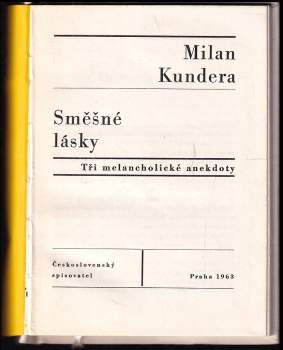 Milan
Kundera
Směšné
lásky
Tři melancholické anekdoty
Československý
spisovatel
Praha 1963